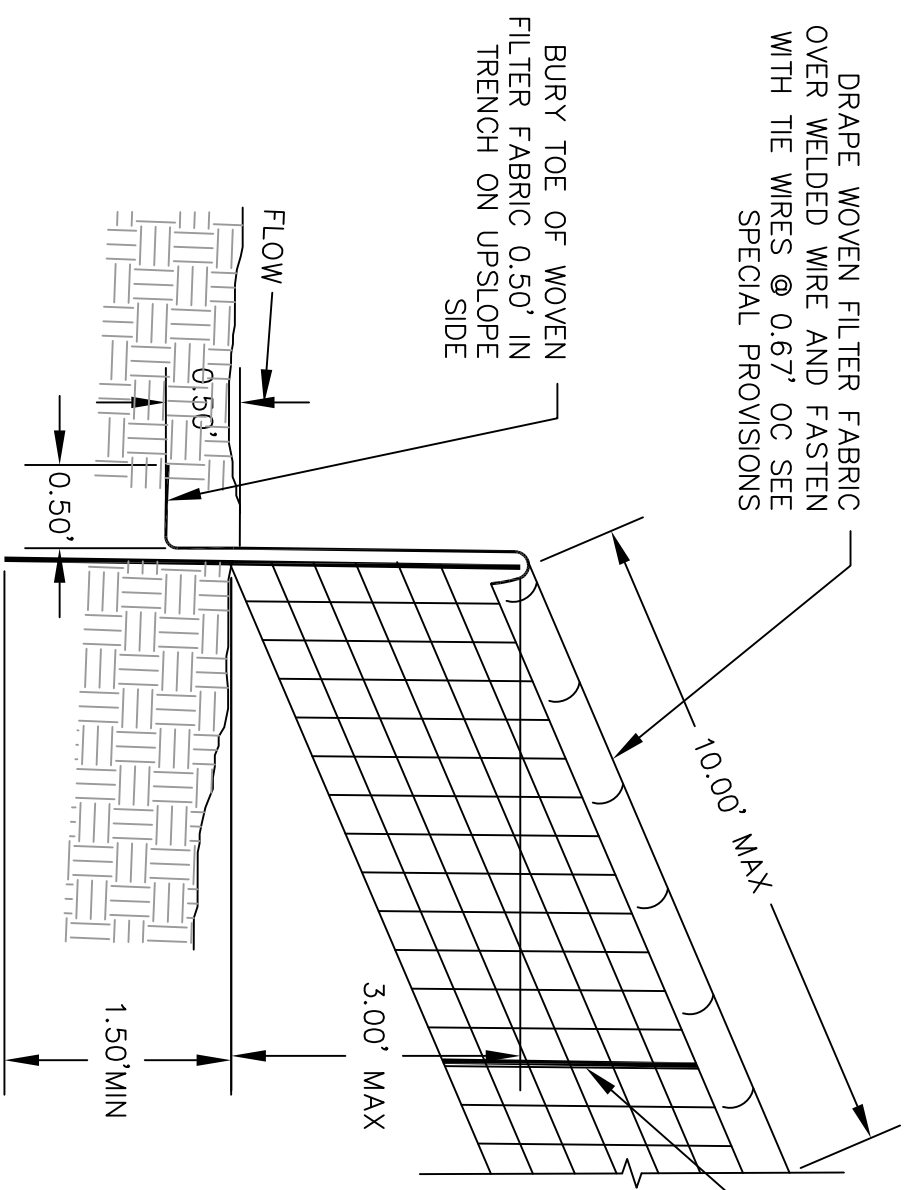 DRAPE WOVEN FILTER FABRIC
OVER WELDED WIRE AND FASTEN
WITH TIE WIRES @ 0.67' OC SEE
SPECIAL PROVISIONS
BURY TOE OF WOVEN
FILTER FABRIC 0.50' IN
TRENCH ON UPSLOPE
SIDE
FLOW
0.50'
0.50'
10.00' MAX
3.00' MAX
1.50'MIN